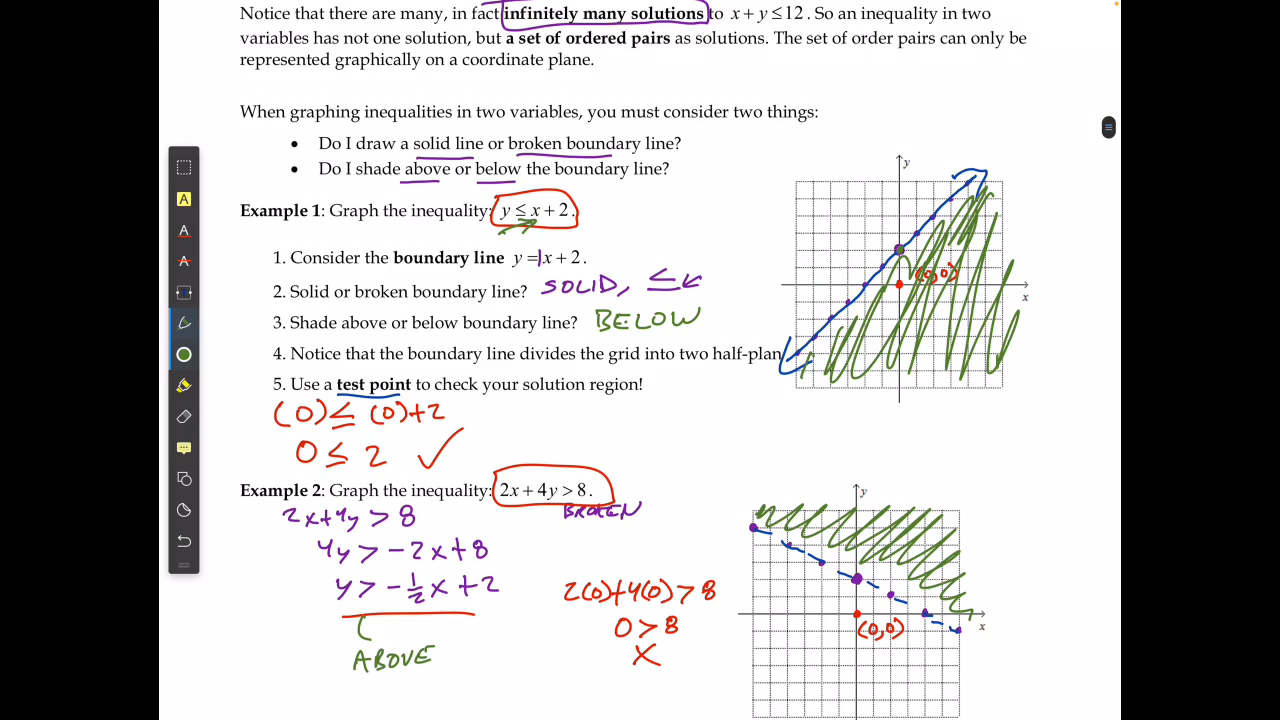 Notice that there are many, in fact infinitely many solutions to x + y ≤ 12 . So an inequality in two
variables has not one solution, but a set of ordered pairs as solutions. The set of order pairs can only be
represented graphically on a coordinate plane.
When graphing inequalities in two variables, you must consider two things:
• Do I draw a solid line or broken boundary line?
• Do I shade above or below the boundary line?
Example 1: Graph the inequality: y ≤ x + 2 .
1. Consider the boundary line y = 1x + 2 .
2. Solid or broken boundary line? SOLID, ≤
3. Shade above or below boundary line? BELOW
4. Notice that the boundary line divides the grid into two half-plan
5. Use a test point to check your solution region!
(0) ≤ (0)+2
0 ≤ 2 ✓
y
(0,0)
x
Example 2: Graph the inequality: 2x + 4y > 8 .
BROKEN
2x+4y > 8
4y > -2x+8
y > -1/2x +2
ABOVE
2(0)+4(0) > 8
0 > 8
X
y
(0,0)
x
A
A
A